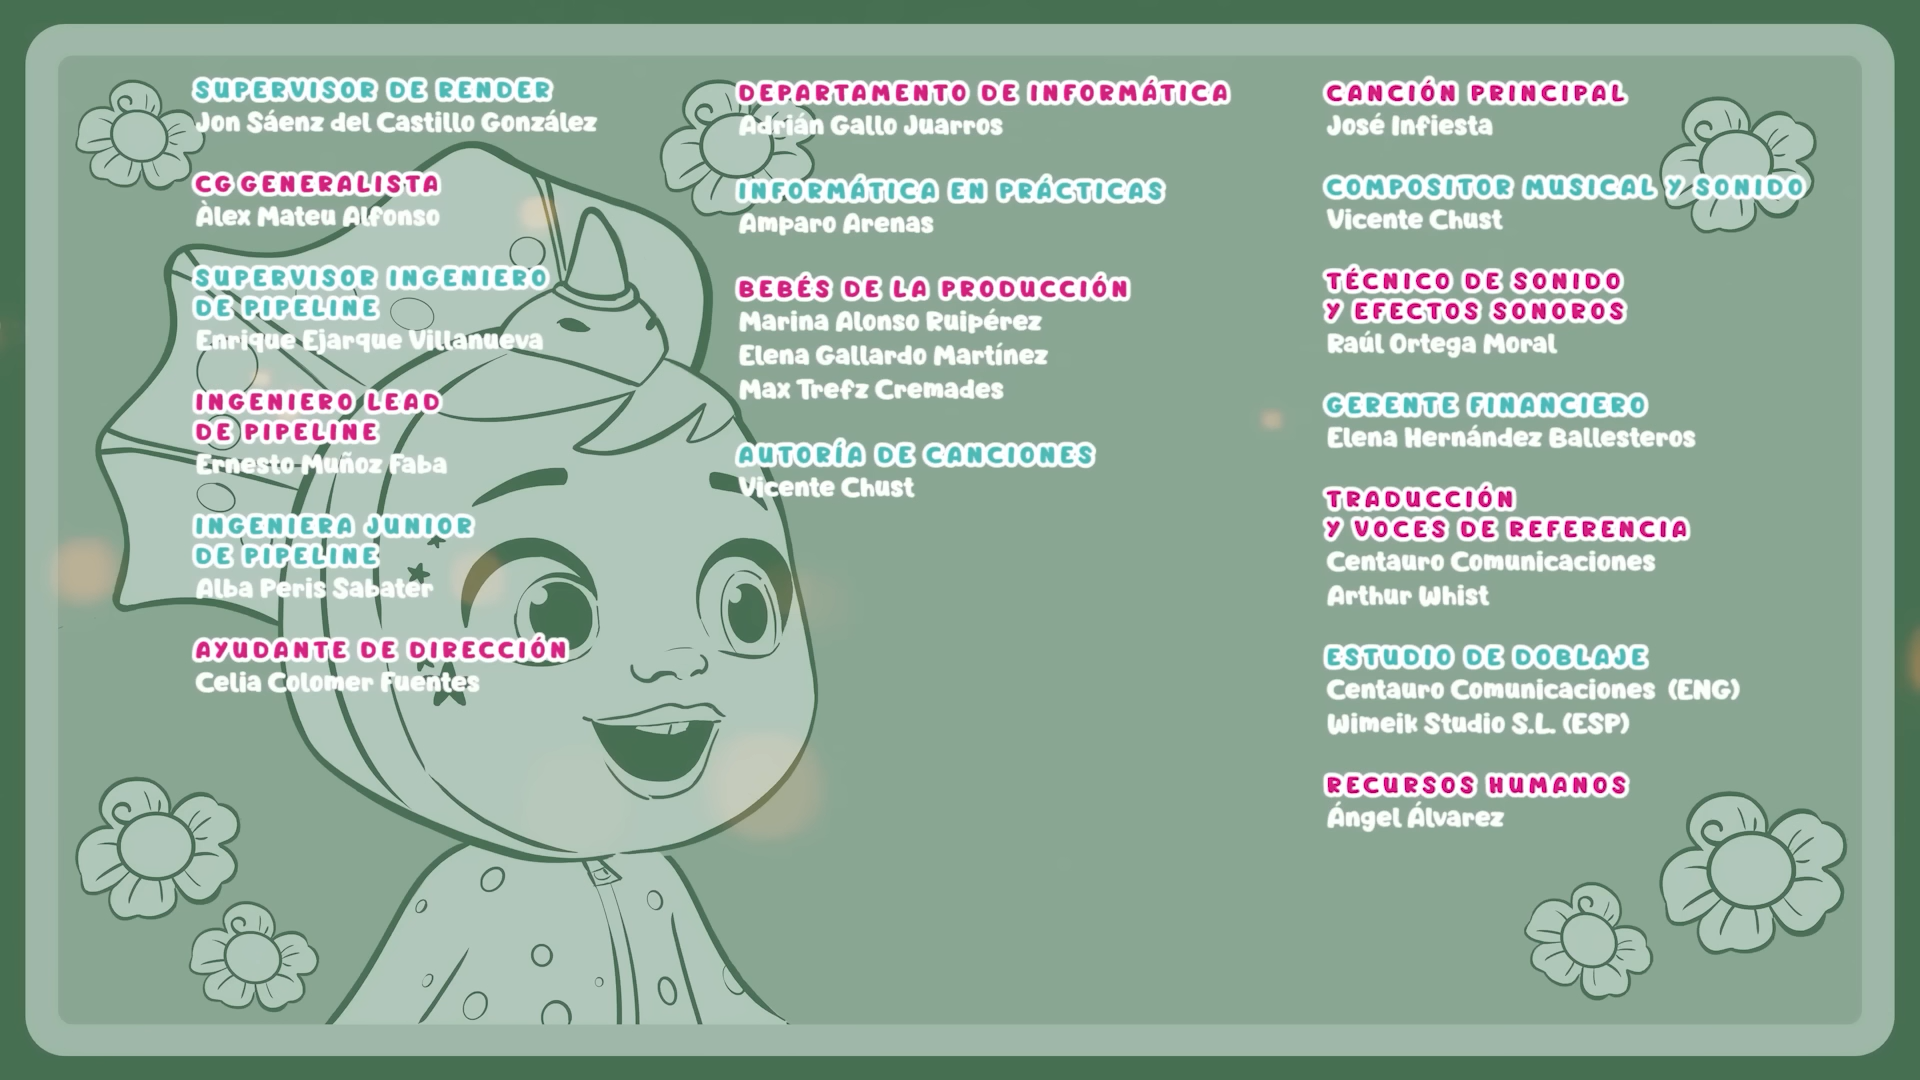 SUPERVISOR DE RENDER
Jon Sáenz del Castillo González
CG GENERALISTA
Àlex Mateu Alfonso
SUPERVISOR INGENIERO
DE PIPELINE
Enrique Ejarque Villanueva
INGENIERO LEAD
DE PIPELINE
Ernesto Muñoz Faba
INGENIERA JUNIOR
DE PIPELINE
Alba Peris Sabater
AYUDANTE DE DIRECCIÓN
Celia Colomer Fuentes
DEPARTAMENTO DE INFORMÁTICA
Adrián Gallo Juarros
INFORMÁTICA EN PRÁCTICAS
Amparo Arenas
BEBÉS DE LA PRODUCCIÓN
Marina Alonso Ruipérez
Elena Gallardo Martínez
Max Trefz Cremades
AUTORÍA DE CANCIONES
Vicente Chust
CANCIÓN PRINCIPAL
José Infiesta
COMPOSITOR MUSICAL Y SONIDO
Vicente Chust
TÉCNICO DE SONIDO
Y EFECTOS SONOROS
Raúl Ortega Moral
GERENTE FINANCIERO
Elena Hernández Ballesteros
TRADUCCIÓN
Y VOCES DE REFERENCIA
Centauro Comunicaciones
Arthur Whist
ESTUDIO DE DOBLAJE
Centauro Comunicaciones (ENG)
Wimeik Studio S.L. (ESP)
RECURSOS HUMANOS
Ángel Álvarez